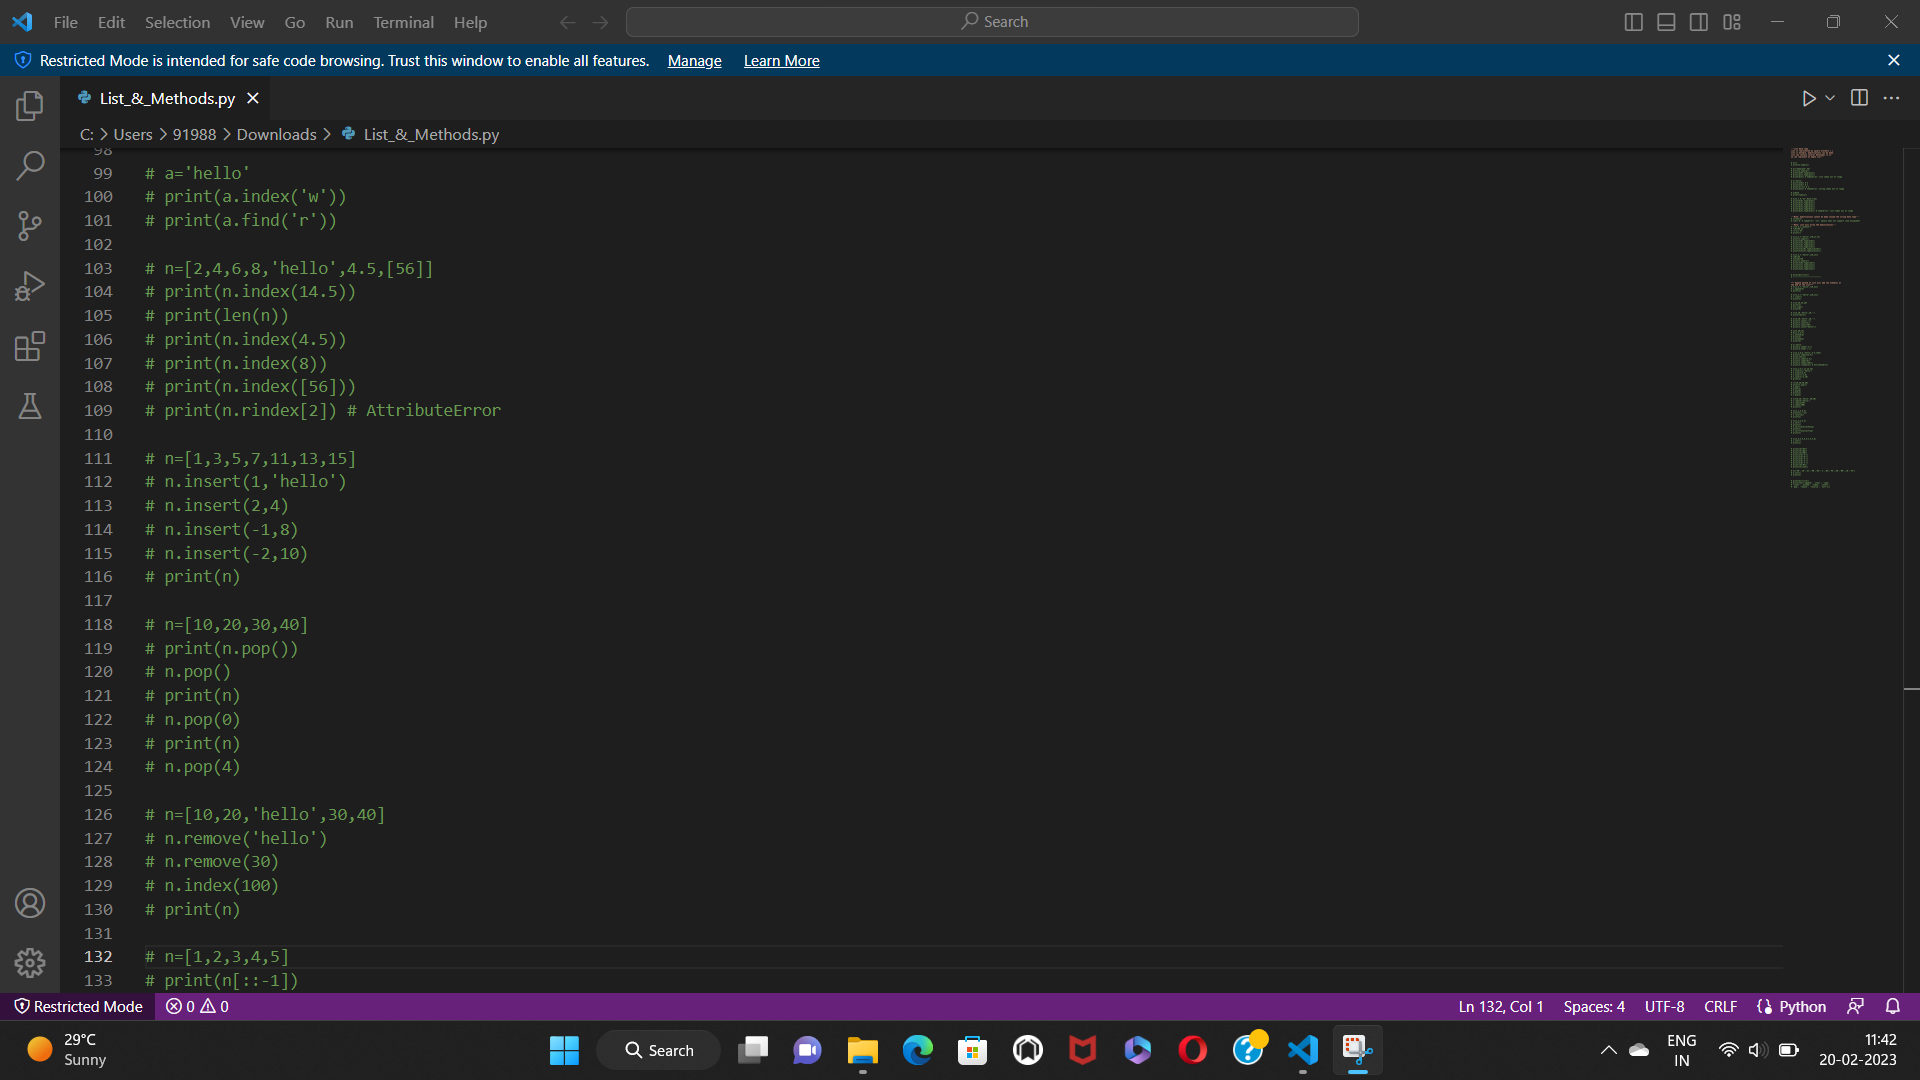 File Edit Selection View Go Run Terminal Help Search
Restricted Mode is intended for safe code browsing. Trust this window to enable all features. Manage Learn More
List_&_Methods.py
C: > Users > 91988 > Downloads > List_&_Methods.py
98
99 # a='hello'
100 # print(a.index('w'))
101 # print(a.find('r'))
102
103 # n=[2,4,6,8,'hello',4.5,[56]]
104 # print(n.index(14.5))
105 # print(len(n))
106 # print(n.index(4.5))
107 # print(n.index(8))
108 # print(n.index([56]))
109 # print(n.rindex[2]) # AttributeError
110
111 # n=[1,3,5,7,11,13,15]
112 # n.insert(1,'hello')
113 # n.insert(2,4)
114 # n.insert(-1,8)
115 # n.insert(-2,10)
116 # print(n)
117
118 # n=[10,20,30,40]
119 # print(n.pop())
120 # n.pop()
121 # print(n)
122 # n.pop(0)
123 # print(n)
124 # n.pop(4)
125
126 # n=[10,20,'hello',30,40]
127 # n.remove('hello')
128 # n.remove(30)
129 # n.index(100)
130 # print(n)
131
132 # n=[1,2,3,4,5]
133 # print(n[::-1])
Restricted Mode 0 0 Ln 132, Col 1 Spaces: 4 UTF-8 CRLF Python
29°C
Sunny
Search
ENG
IN
11:42
20-02-2023